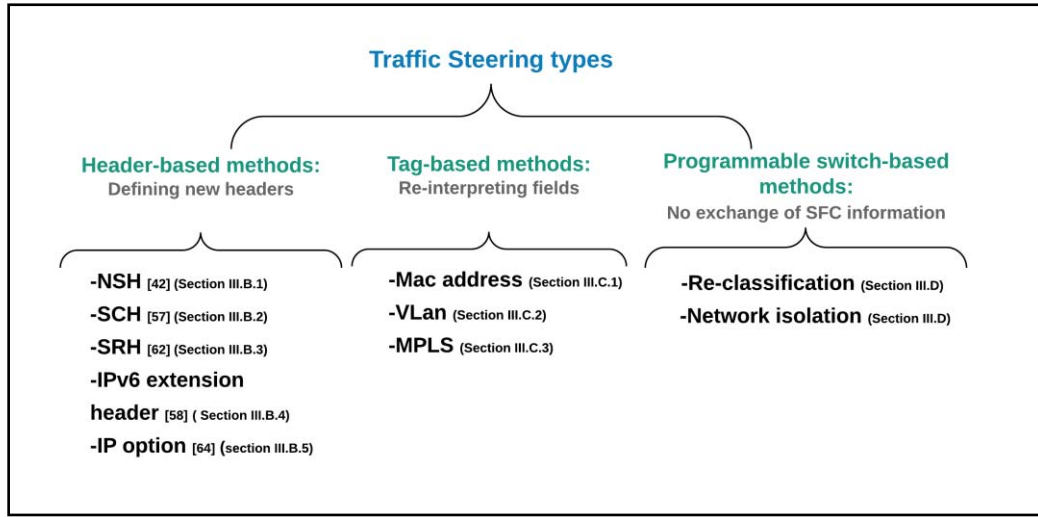 Traffic Steering types
Header-based methods:
Defining new headers
-NSH [42] (Section III.B.1)
-SCH [57] (Section III.B.2)
-SRH [62] (Section III.B.3)
-IPv6 extension
header [58] ( Section III.B.4)
-IP option [64] (section III.B.5)
Tag-based methods:
Re-interpreting fields
-Mac address (Section III.C.1)
-VLan (Section III.C.2)
-MPLS (Section III.C.3)
Programmable switch-based
methods:
No exchange of SFC information
-Re-classification (Section III.D)
-Network isolation (Section III.D)